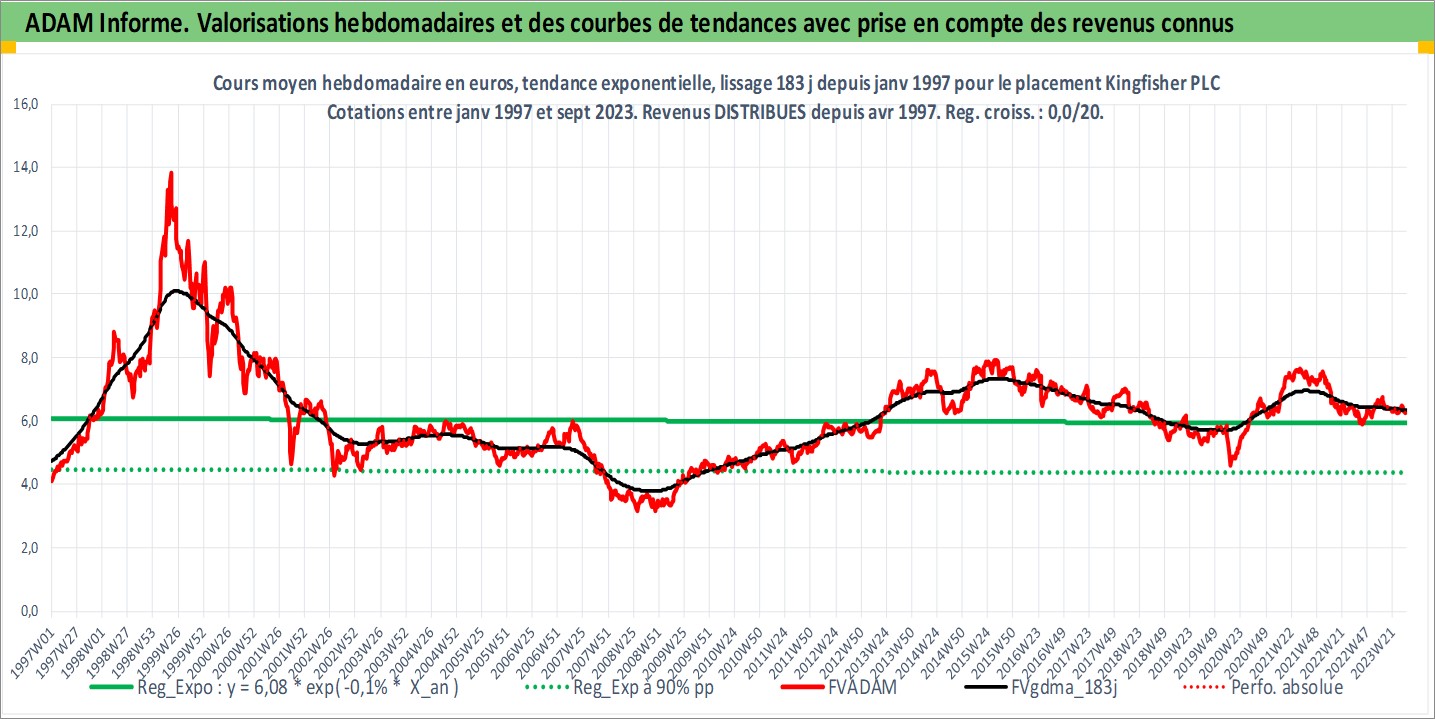 ADAM Informe. Valorisations hebdomadaires et des courbes de tendances avec prise en compte des revenus connus
Cours moyen hebdomadaire en euros, tendance exponentielle, lissage 183 j depuis janv 1997 pour le placement Kingfisher PLC
Cotations entre janv 1997 et sept 2023. Revenus DISTRIBUES depuis avr 1997. Reg. croiss. : 0,0/20.
16,0
14,0
12,0
10,0
8,0
6,0
4,0
2,0
0,0
1997W01 1997W27 1998W01 1998W27 1998W53 1999W26 1999W52 2000W26 2000W52 2001W26 2001W52 2002W26 2002W52 2003W26 2003W52 2004W26 2004W52 2005W25 2005W51 2006W25 2006W51 2007W25 2007W51 2008W25 2008W51 2009W25 2009W51 2010W24 2010W50 2011W24 2011W50 2012W24 2012W50 2013W24 2013W50 2014W24 2014W50 2015W24 2015W50 2016W23 2016W49 2017W23 2017W49 2018W23 2018W49 2019W23 2019W49 2020W23 2020W49 2021W22 2021W48 2022W21 2022W47 2023W21
Reg_Expo : y = 6,08 * exp( -0,1% * X_an ) Reg_Exp à 90% pp FVADAM FVgdma_183j Perfo. absolue